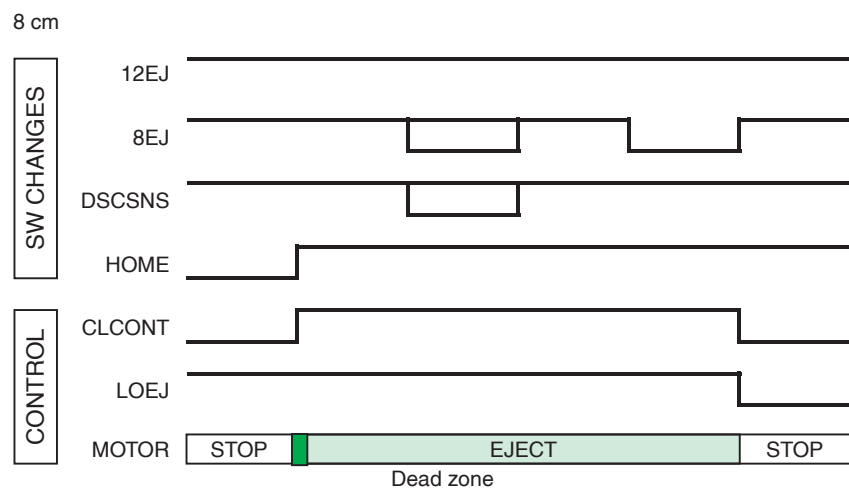 8 cm
SW CHANGES
12EJ
8EJ
DSCSNS
HOME
CONTROL
CLCONT
LOEJ
MOTOR STOP EJECT STOP
Dead zone